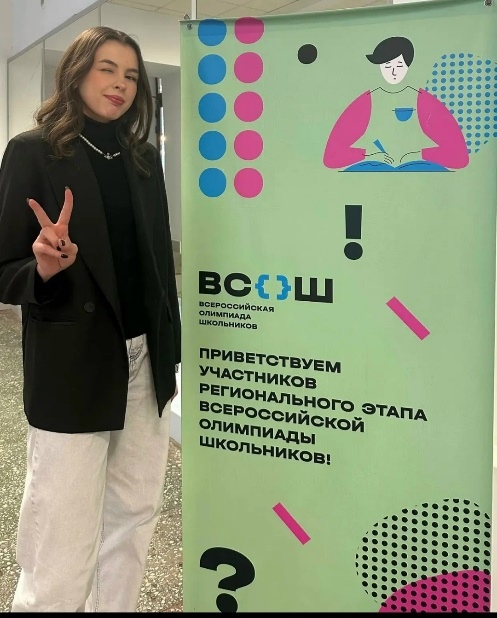 !
ВС{}Ш
ВСЕРОССИЙСКАЯ
ОЛИМПИАДА
ШКОЛЬНИКОВ
ПРИВЕТСТВУЕМ
УЧАСТНИКОВ
РЕГИОНАЛЬНОГО ЭТАПА
ВСЕРОССИЙСКОЙ
ОЛИМПИАДЫ
ШКОЛЬНИКОВ!
?